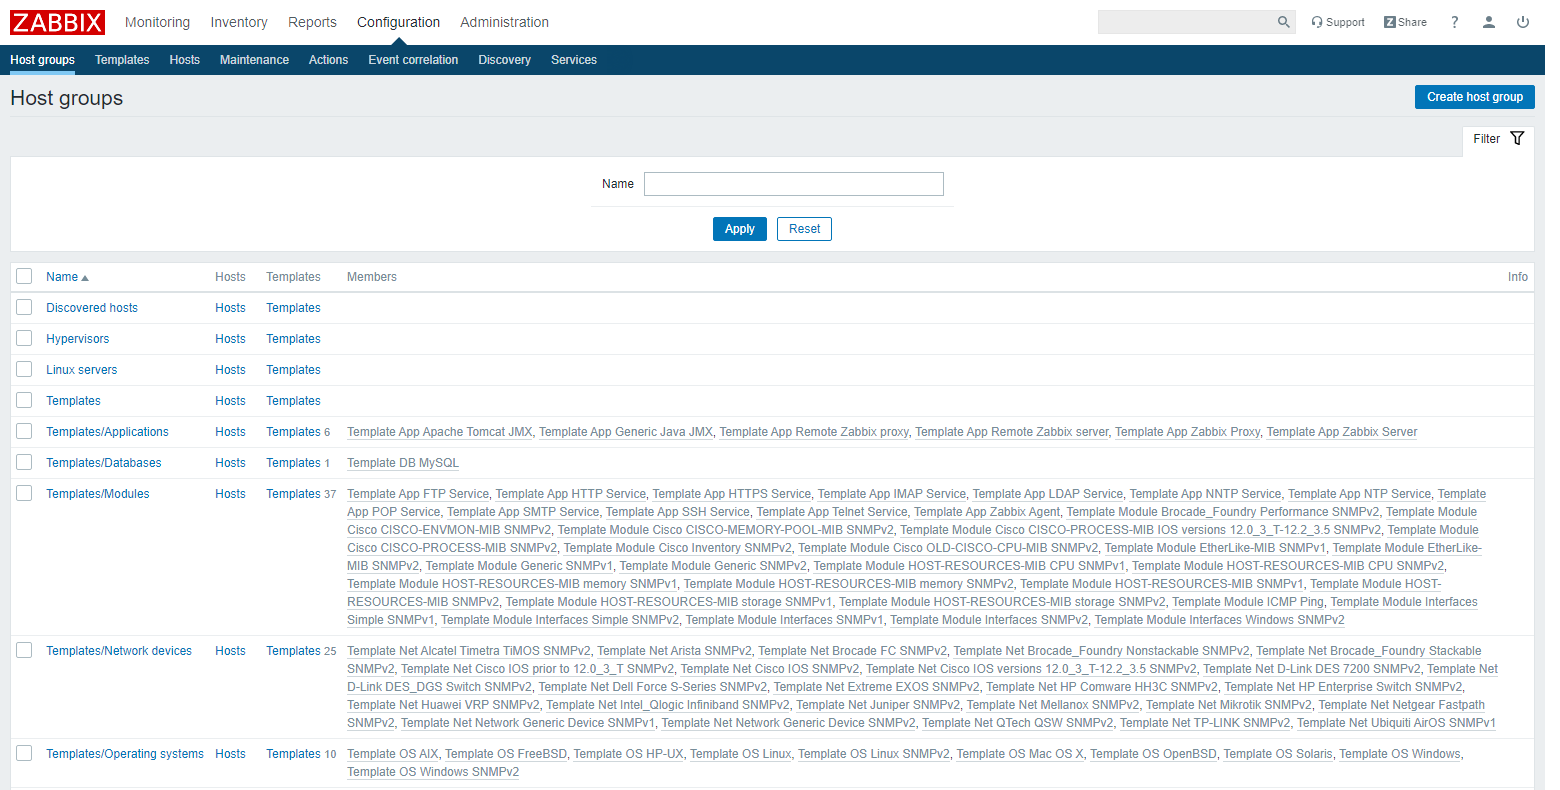 ZABBIX Monitoring Inventory Reports Configuration Administration Support Z Share ?
Host groups Templates Hosts Maintenance Actions Event correlation Discovery Services
Host groups Create host group
Filter
Name
Apply Reset
Name Hosts Templates Members Info
Discovered hosts Hosts Templates
Hypervisors Hosts Templates
Linux servers Hosts Templates
Templates Hosts Templates
Templates/Applications Hosts Templates 6 Template App Apache Tomcat JMX, Template App Generic Java JMX, Template App Remote Zabbix proxy, Template App Remote Zabbix server, Template App Zabbix Proxy, Template App Zabbix Server
Templates/Databases Hosts Templates 1 Template DB MySQL
Templates/Modules Hosts Templates 37 Template App FTP Service, Template App HTTP Service, Template App HTTPS Service, Template App IMAP Service, Template App LDAP Service, Template App NNTP Service, Template App NTP Service, Template
App POP Service, Template App SMTP Service, Template App SSH Service, Template App Telnet Service, Template App Zabbix Agent, Template Module Brocade_Foundry Performance SNMPv2, Template Module
Cisco CISCO-ENVMON-MIB SNMPv2, Template Module Cisco CISCO-MEMORY-POOL-MIB SNMPv2, Template Module Cisco CISCO-PROCESS-MIB IOS versions 12.0_3_T-12.2_3.5 SNMPv2, Template Module
Cisco CISCO-PROCESS-MIB SNMPv2, Template Module Cisco Inventory SNMPv2, Template Module Cisco OLD-CISCO-CPU-MIB SNMPv2, Template Module EtherLike-MIB SNMPv1, Template Module EtherLike-
MIB SNMPv2, Template Module Generic SNMPv1, Template Module Generic SNMPv2, Template Module HOST-RESOURCES-MIB CPU SNMPv1, Template Module HOST-RESOURCES-MIB CPU SNMPv2,
Template Module HOST-RESOURCES-MIB memory SNMPv1, Template Module HOST-RESOURCES-MIB memory SNMPv2, Template Module HOST-RESOURCES-MIB SNMPv1, Template Module HOST-
RESOURCES-MIB SNMPv2, Template Module HOST-RESOURCES-MIB storage SNMPv1, Template Module HOST-RESOURCES-MIB storage SNMPv2, Template Module ICMP Ping, Template Module Interfaces
Simple SNMPv1, Template Module Interfaces Simple SNMPv2, Template Module Interfaces SNMPv1, Template Module Interfaces SNMPv2, Template Module Interfaces Windows SNMPv2
Templates/Network devices Hosts Templates 25 Template Net Alcatel Timetra TiMOS SNMPv2, Template Net Arista SNMPv2, Template Net Brocade FC SNMPv2, Template Net Brocade_Foundry Nonstackable SNMPv2, Template Net Brocade_Foundry Stackable
SNMPv2, Template Net Cisco IOS prior to 12.0_3_T SNMPv2, Template Net Cisco IOS SNMPv2, Template Net Cisco IOS versions 12.0_3_T-12.2_3.5 SNMPv2, Template Net D-Link DES 7200 SNMPv2, Template Net
D-Link DES_DGS Switch SNMPv2, Template Net Dell Force S-Series SNMPv2, Template Net Extreme EXOS SNMPv2, Template Net HP Comware HH3C SNMPv2, Template Net HP Enterprise Switch SNMPv2,
Template Net Huawei VRP SNMPv2, Template Net Intel_Qlogic Infiniband SNMPv2, Template Net Juniper SNMPv2, Template Net Mellanox SNMPv2, Template Net Mikrotik SNMPv2, Template Net Netgear Fastpath
SNMPv2, Template Net Network Generic Device SNMPv1, Template Net Network Generic Device SNMPv2, Template Net QTech QSW SNMPv2, Template Net TP-LINK SNMPv2, Template Net Ubiquiti AirOS SNMPv1
Templates/Operating systems Hosts Templates 10 Template OS AIX, Template OS FreeBSD, Template OS HP-UX, Template OS Linux, Template OS Linux SNMPv2, Template OS Mac OS X, Template OS OpenBSD, Template OS Solaris, Template OS Windows,
Template OS Windows SNMPv2